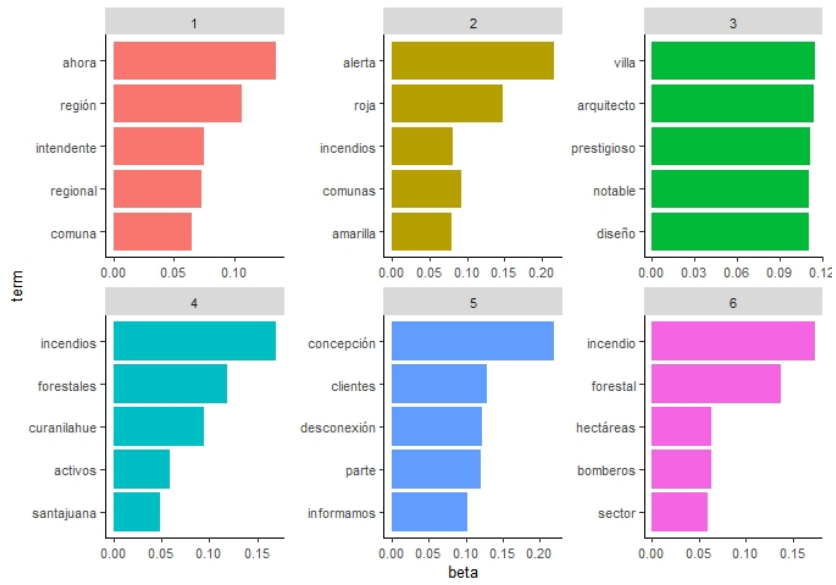 1
2
3
ahora
región
intendente
regional
comuna
0.00 0.05 0.10
alerta
roja
incendios
comunas
amarilla
0.00 0.05 0.10 0.15 0.20
villa
arquitecto
prestigioso
notable
diseño
0.00 0.03 0.06 0.09 0.12
term
4
5
6
incendios
forestales
curanilahue
activos
santajuana
0.00 0.05 0.10 0.15
concepción
clientes
desconexión
parte
informamos
0.00 0.05 0.10 0.15 0.20
incendio
forestal
hectáreas
bomberos
sector
0.00 0.05 0.10 0.15
beta